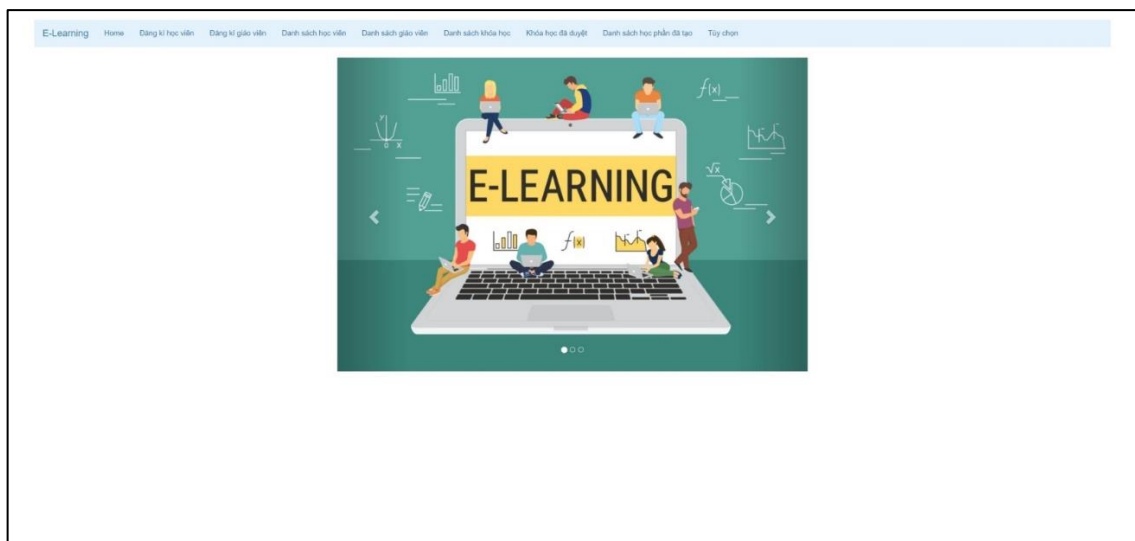 E-Learning Home Đăng kí học viên Đăng kí giáo viên Danh sách học viên Danh sách giáo viên Danh sách khóa học Khóa học đã duyệt Danh sách học phần đã tạo Tùy chọn
f(x)
y
0 X
√x
E-LEARNING
f(x)